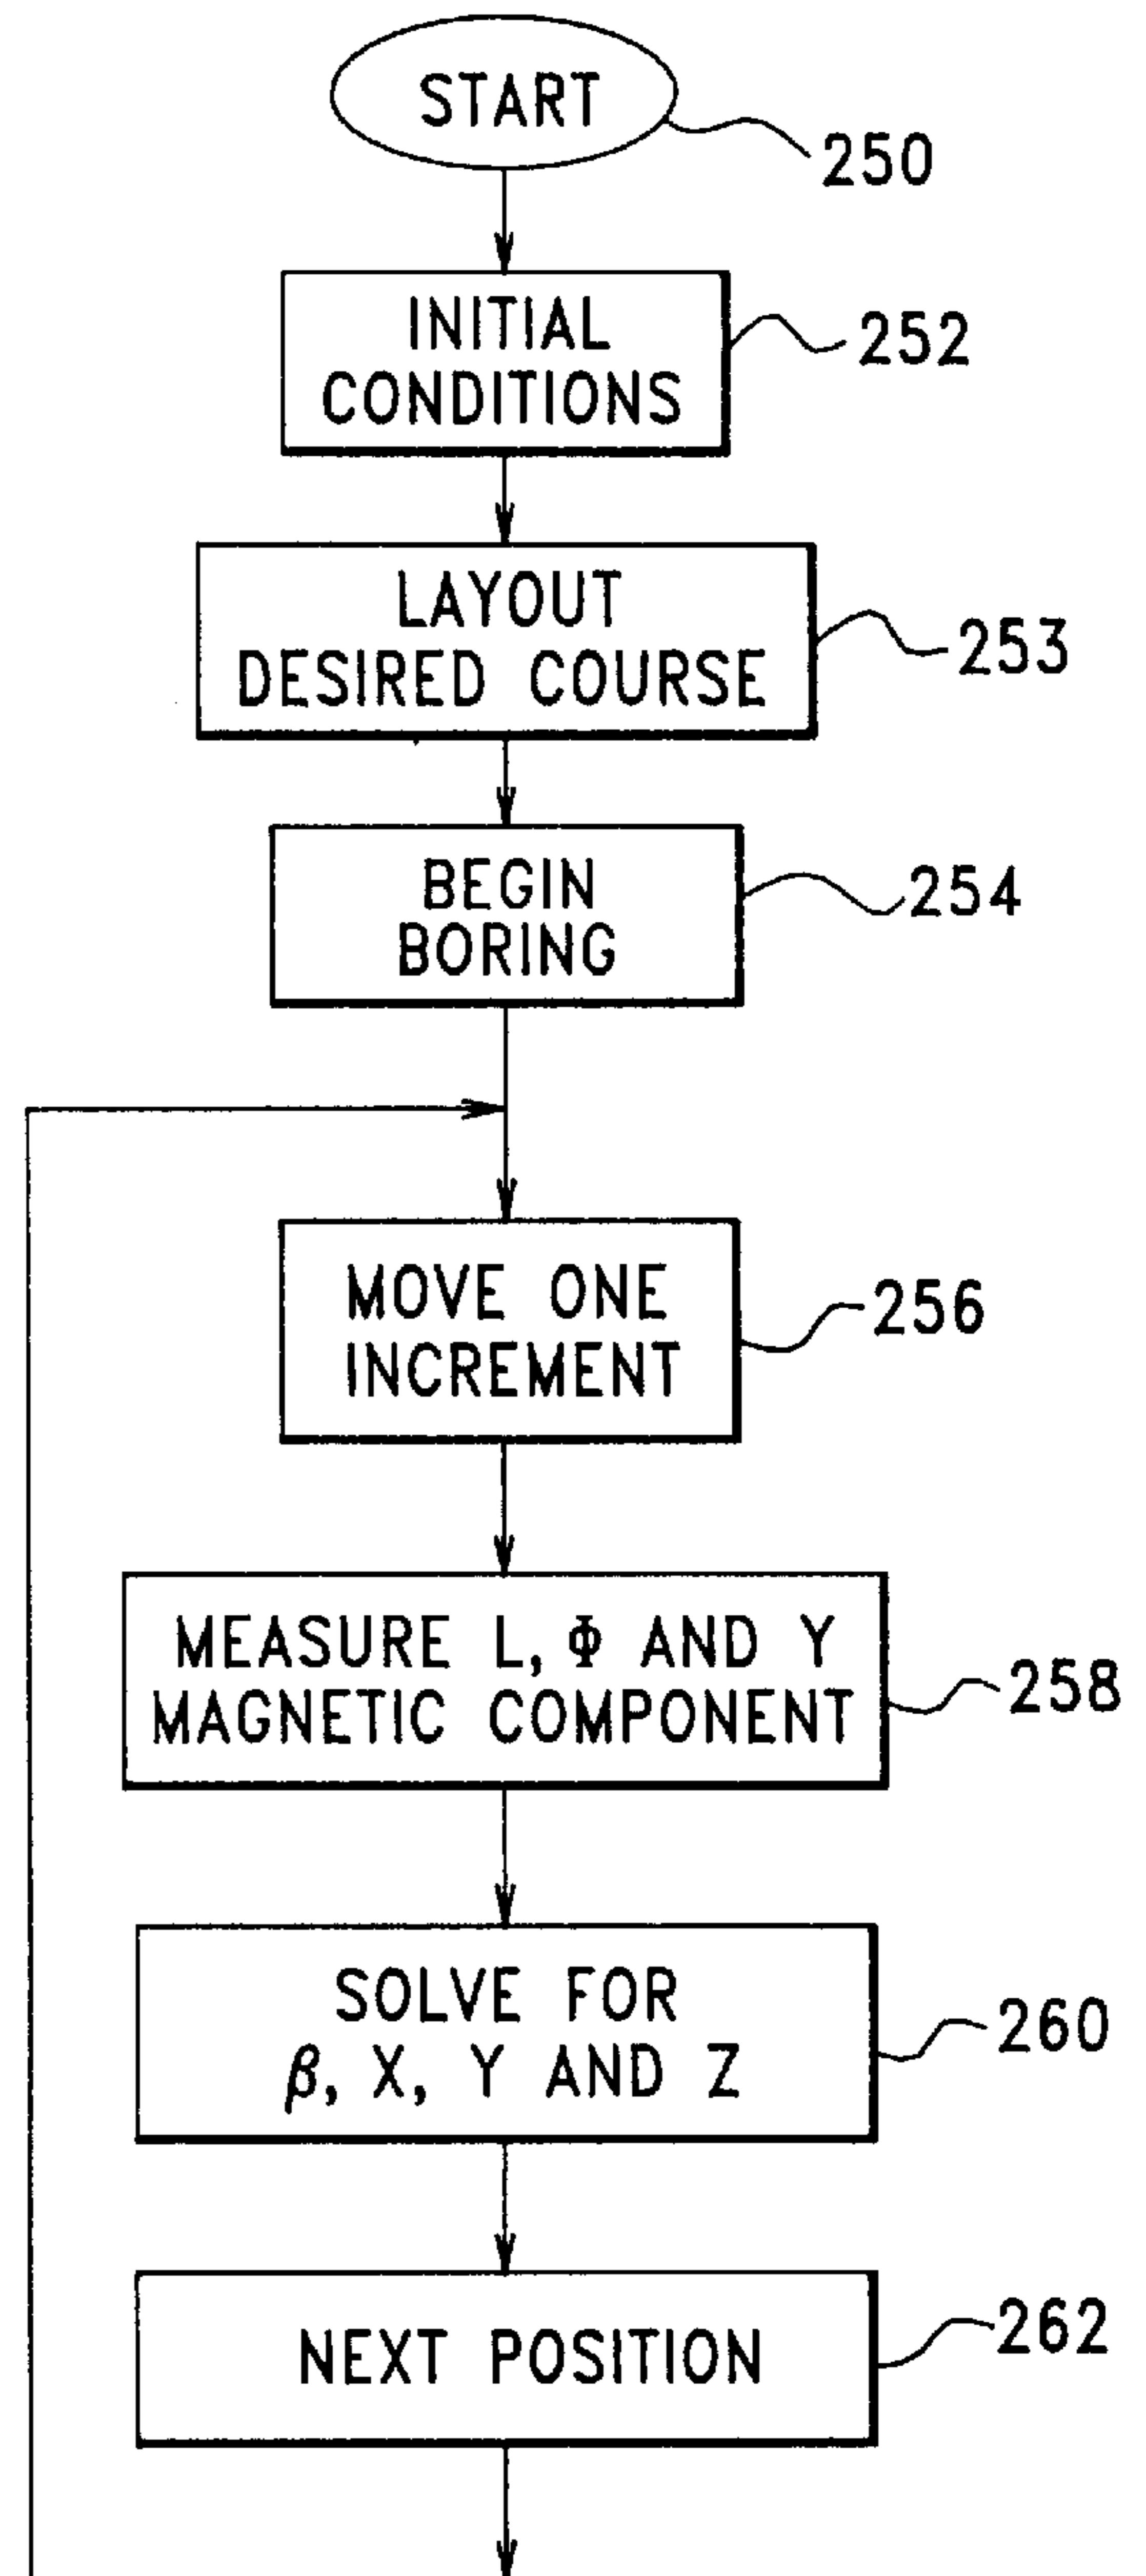 START
250
INITIAL
CONDITIONS
252
LAYOUT
DESIRED COURSE
253
BEGIN
BORING
254
MOVE ONE
INCREMENT
256
MEASURE L, Φ AND Y
MAGNETIC COMPONENT
258
SOLVE FOR
β, X, Y AND Z
260
NEXT POSITION
262